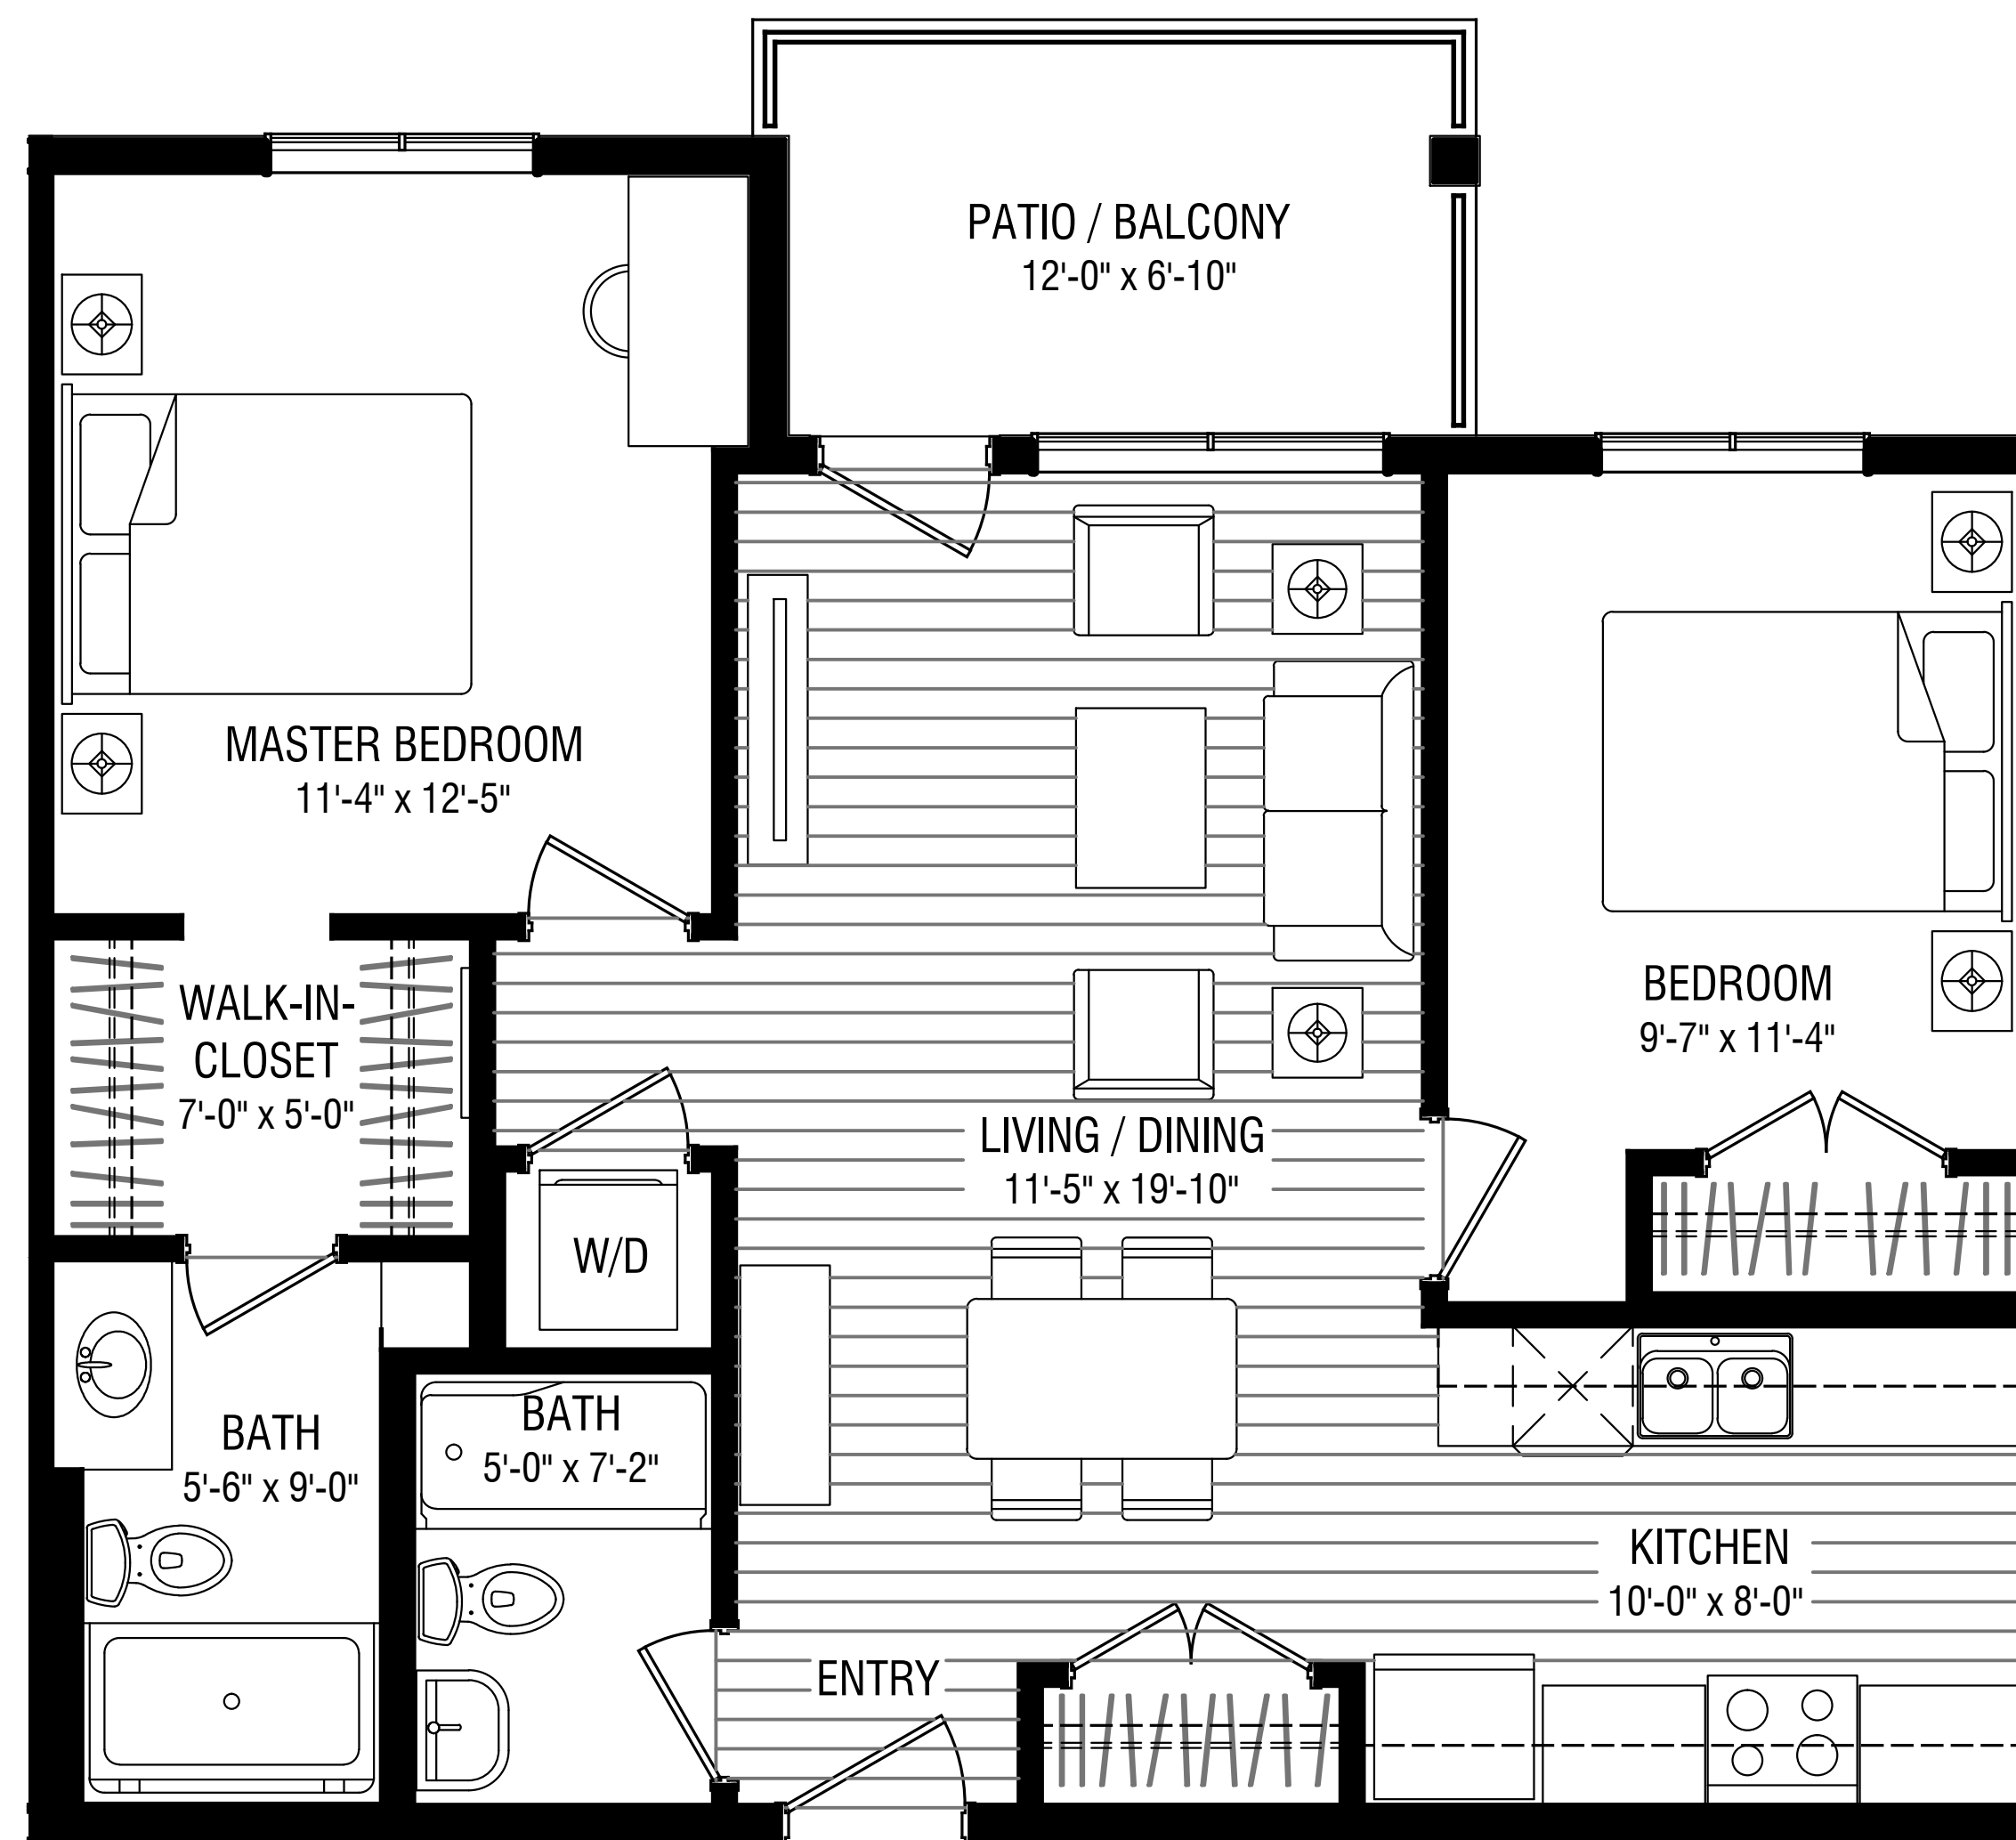 PATIO / BALCONY
12'-0" x 6'-10"
MASTER BEDROOM
11'-4" x 12'-5"
WALK-IN-
CLOSET
7'-0" x 5'-0"
BEDROOM
9'-7" x 11'-4"
LIVING / DINING
11'-5" x 19'-10"
W/D
BATH
5'-6" x 9'-0"
BATH
5'-0" x 7'-2"
KITCHEN
10'-0" x 8'-0"
ENTRY